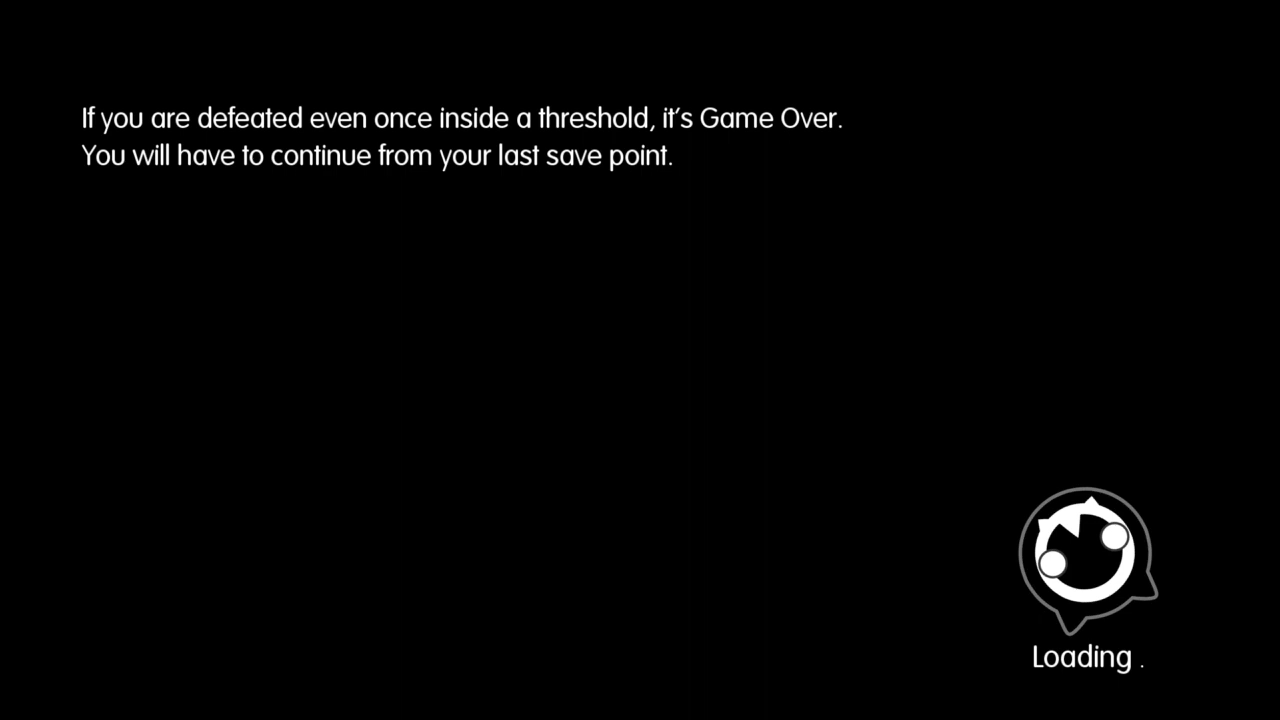 If you are defeated even once inside a threshold, it's Game Over.
You will have to continue from your last save point.
Loading .